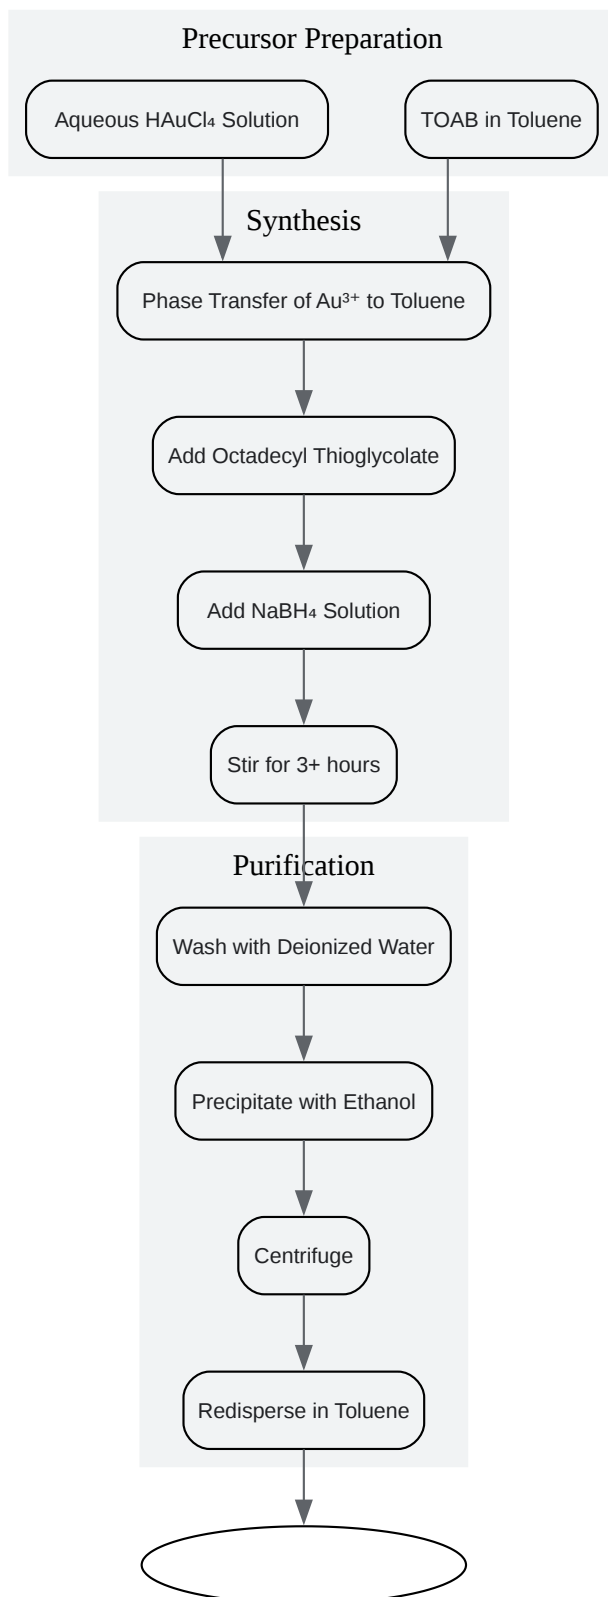 Precursor Preparation
Aqueous HAuCl₄ Solution
TOAB in Toluene
Synthesis
Phase Transfer of Au³⁺ to Toluene
Add Octadecyl Thioglycolate
Add NaBH₄ Solution
Stir for 3+ hours
Purification
Wash with Deionized Water
Precipitate with Ethanol
Centrifuge
Redisperse in Toluene